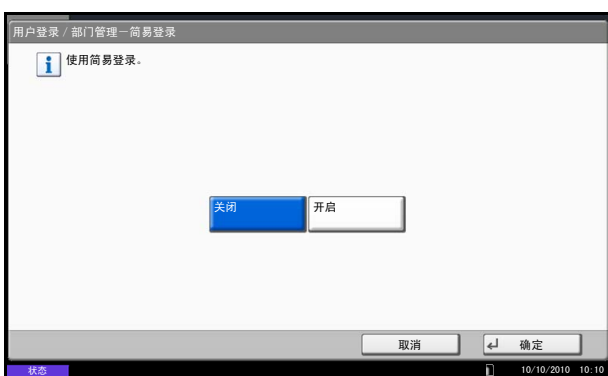 用户登录 / 部门管理－简易登录
使用简易登录。
关闭
开启
取消
确定
状态
10/10/2010 10:10